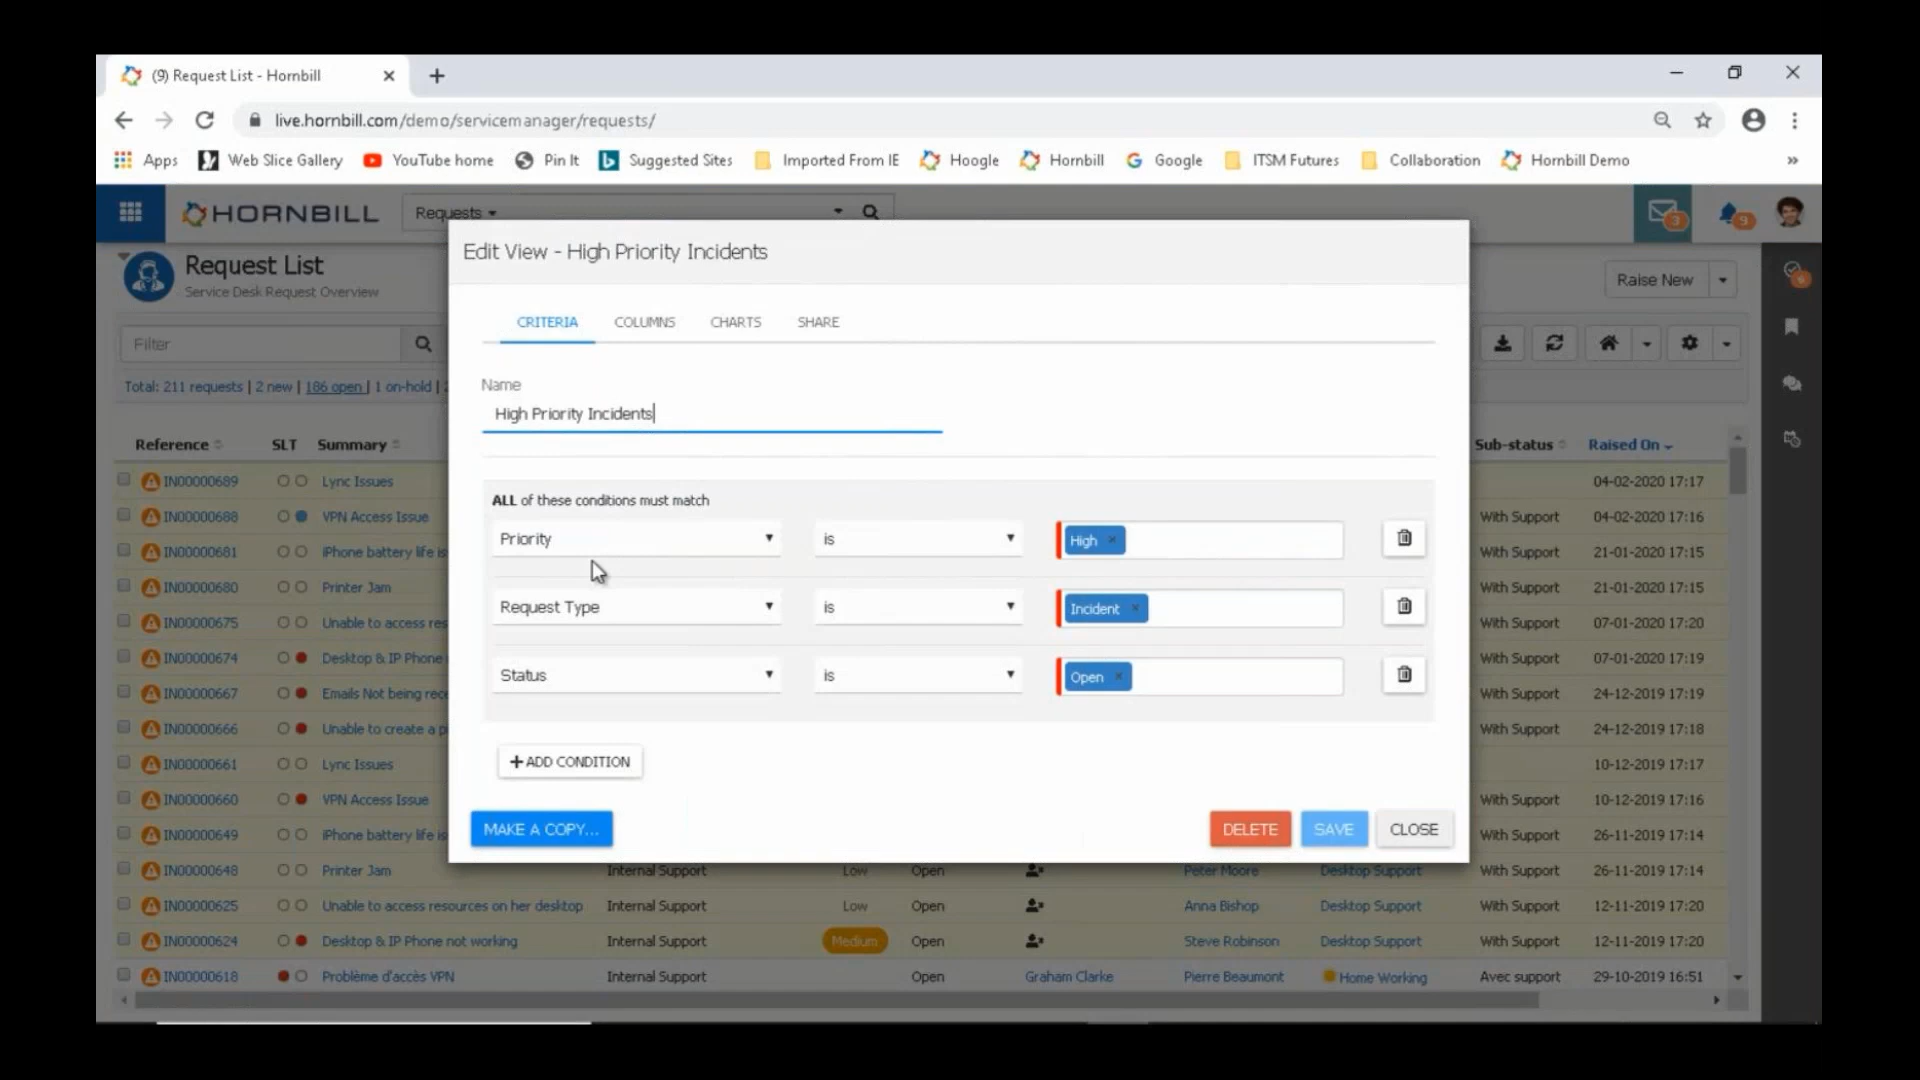 (9) Request List - Hornbill
live.hornbill.com/demo/servicemanager/requests/
Apps Web Slice Gallery YouTube home Pin It Suggested Sites Imported From IE Hoogle Hornbill Google ITSM Futures Collaboration Hornbill Demo »
HORNBILL Requests 3 9
Request List
Service Desk Request Overview
Raise New
6
Filter
Total: 211 requests | 2 new | 186 open | 1 on-hold |
Edit View - High Priority Incidents
CRITERIA COLUMNS CHARTS SHARE
Name
High Priority Incidents
ALL of these conditions must match
Priority is High ×
Request Type is Incident ×
Status is Open ×
+ ADD CONDITION
MAKE A COPY... DELETE SAVE CLOSE
Reference SLT Summary Sub-status Raised On
IN00000689 Lync Issues 04-02-2020 17:17
IN00000688 VPN Access Issue With Support 04-02-2020 17:16
IN00000681 iPhone battery life is With Support 21-01-2020 17:15
IN00000680 Printer Jam With Support 21-01-2020 17:15
IN00000675 Unable to access res With Support 07-01-2020 17:20
IN00000674 Desktop & IP Phone With Support 07-01-2020 17:19
IN00000667 Emails Not being rece With Support 24-12-2019 17:19
IN00000666 Unable to create a p With Support 24-12-2019 17:18
IN00000661 Lync Issues 10-12-2019 17:17
IN00000660 VPN Access Issue With Support 10-12-2019 17:16
IN00000649 iPhone battery life is With Support 26-11-2019 17:14
IN00000648 Printer Jam Internal Support Low Open Peter Moore Desktop Support With Support 26-11-2019 17:14
IN00000625 Unable to access resources on her desktop Internal Support Low Open Anna Bishop Desktop Support With Support 12-11-2019 17:20
IN00000624 Desktop & IP Phone not working Internal Support Medium Open Steve Robinson Desktop Support With Support 12-11-2019 17:20
IN00000618 Problème d'accès VPN Internal Support Open Graham Clarke Pierre Beaumont Home Working Avec support 29-10-2019 16:51